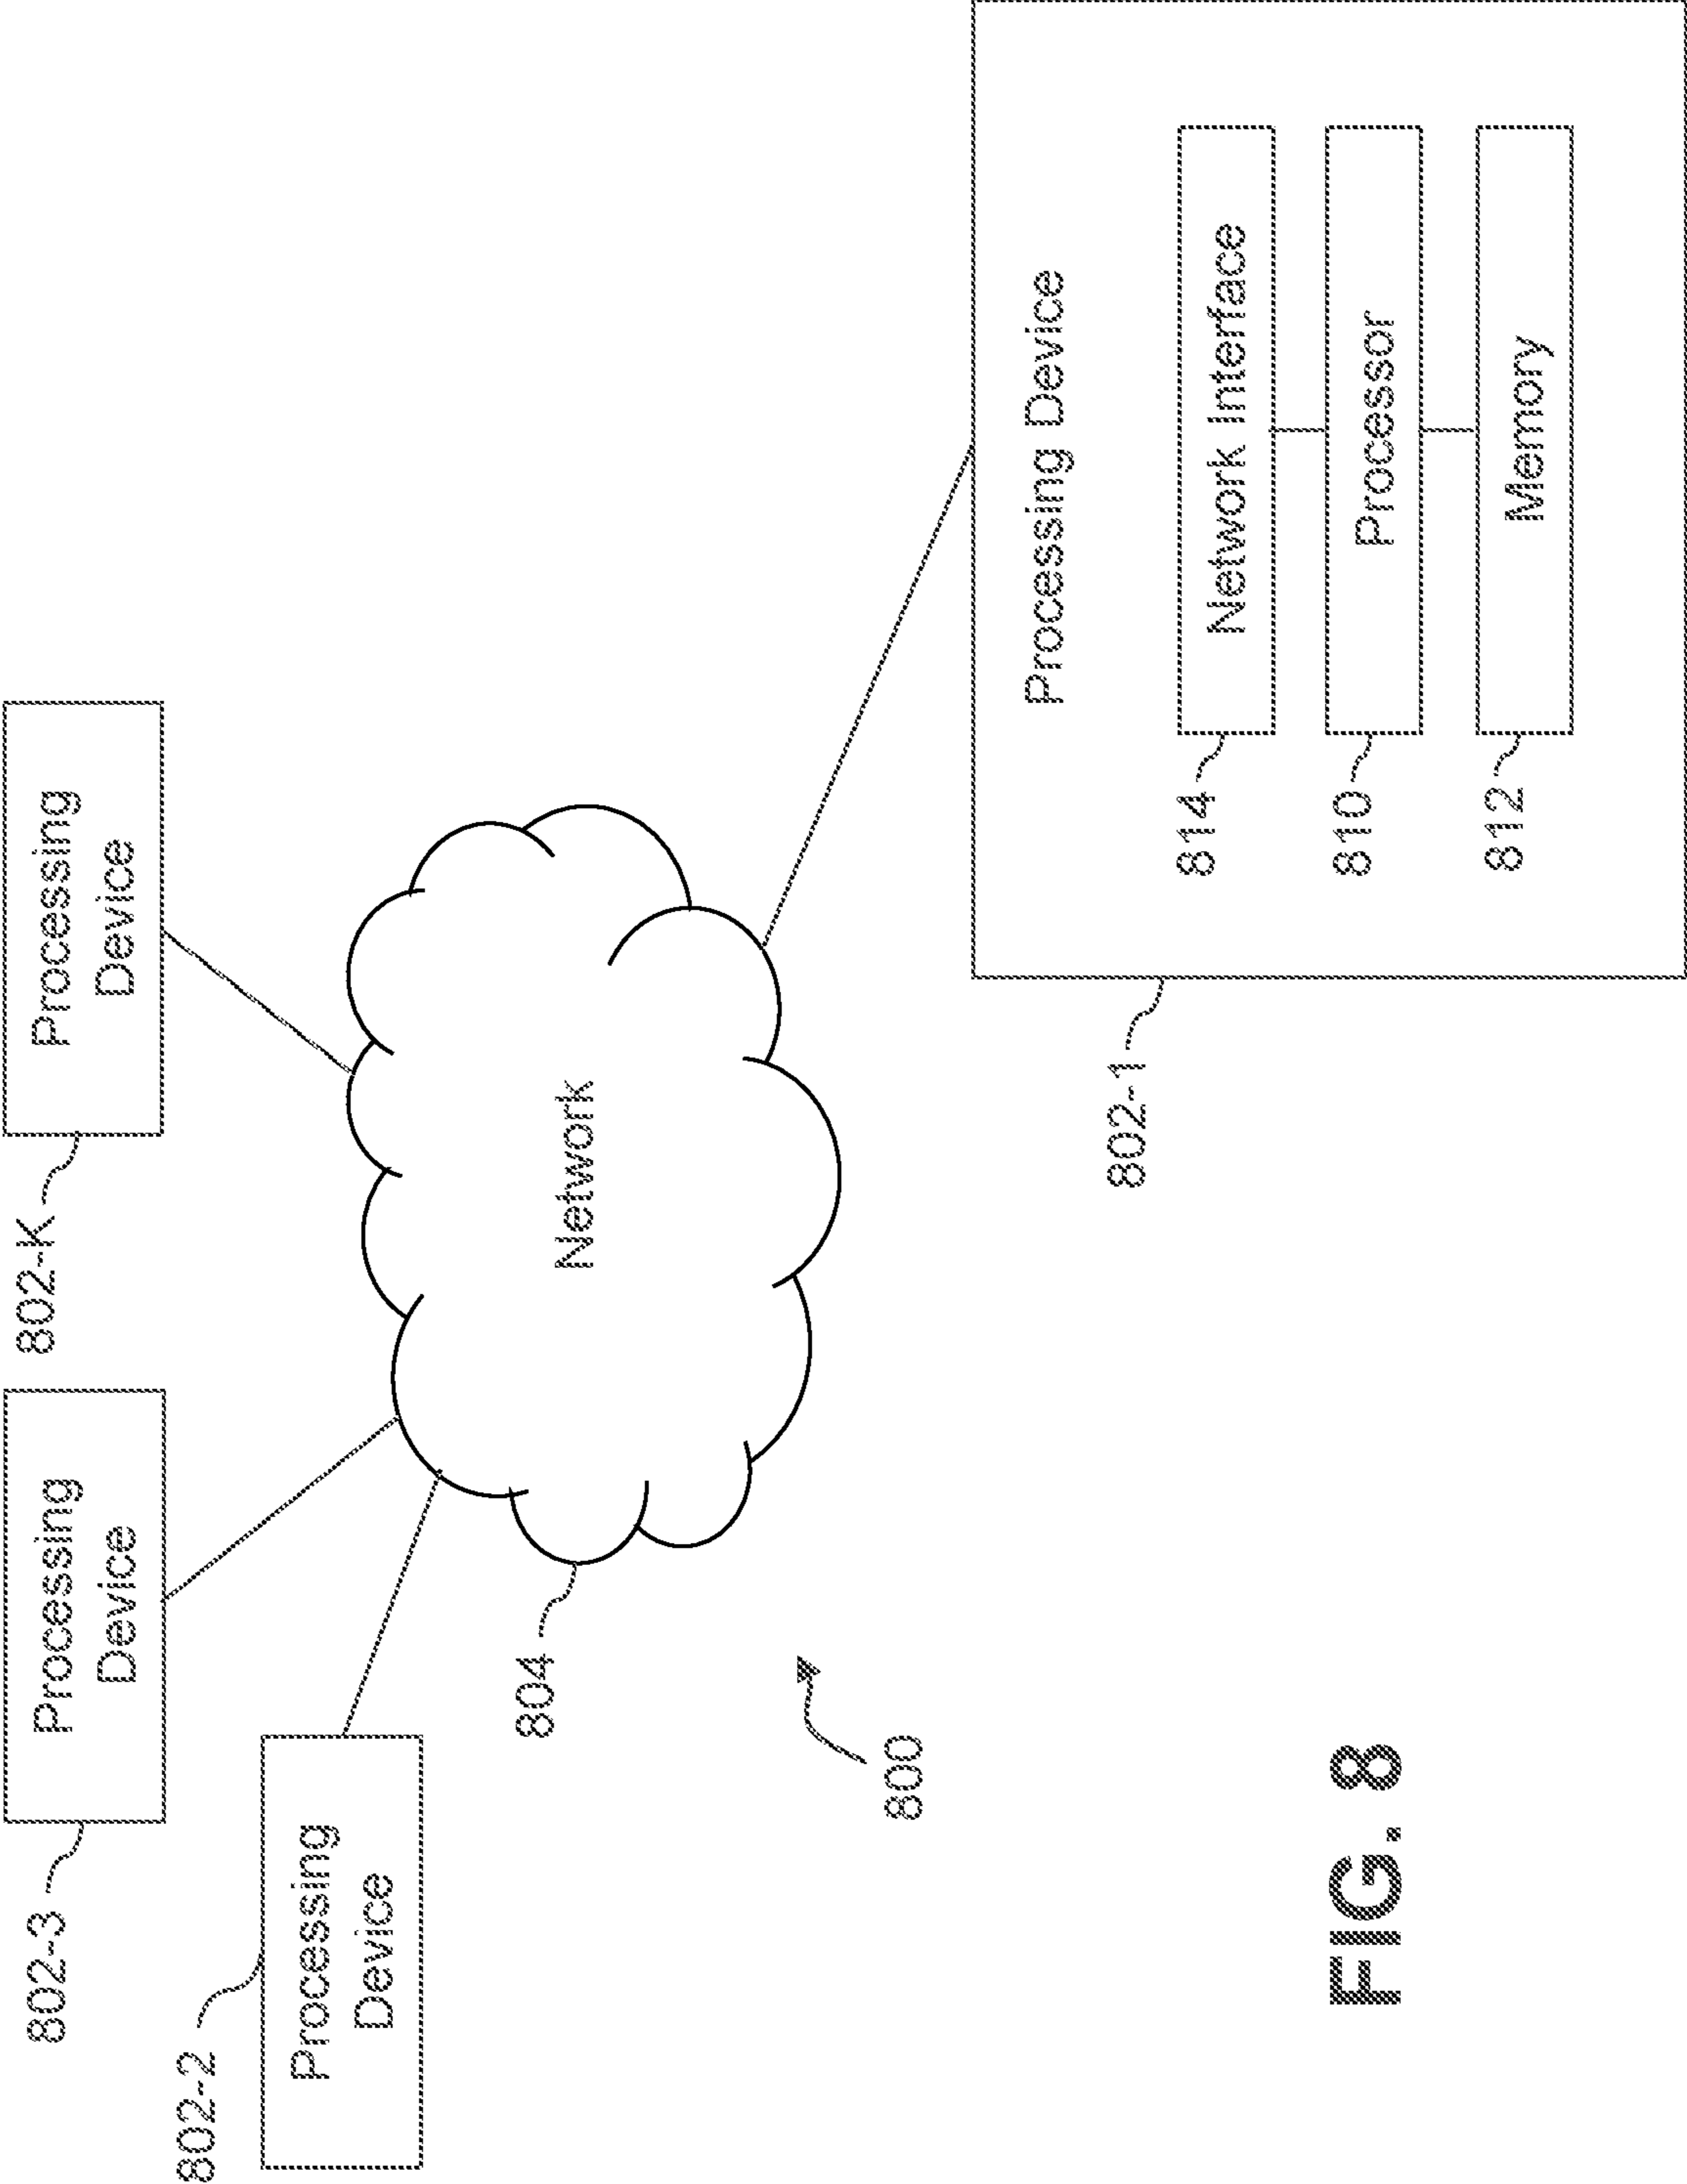 802-2
Processing
Device
802-3
Processing
Device
802-K
Processing
Device
804
Network
800
802-1
Processing Device
814
Network Interface
810
Processor
812
Memory
FIG. 8